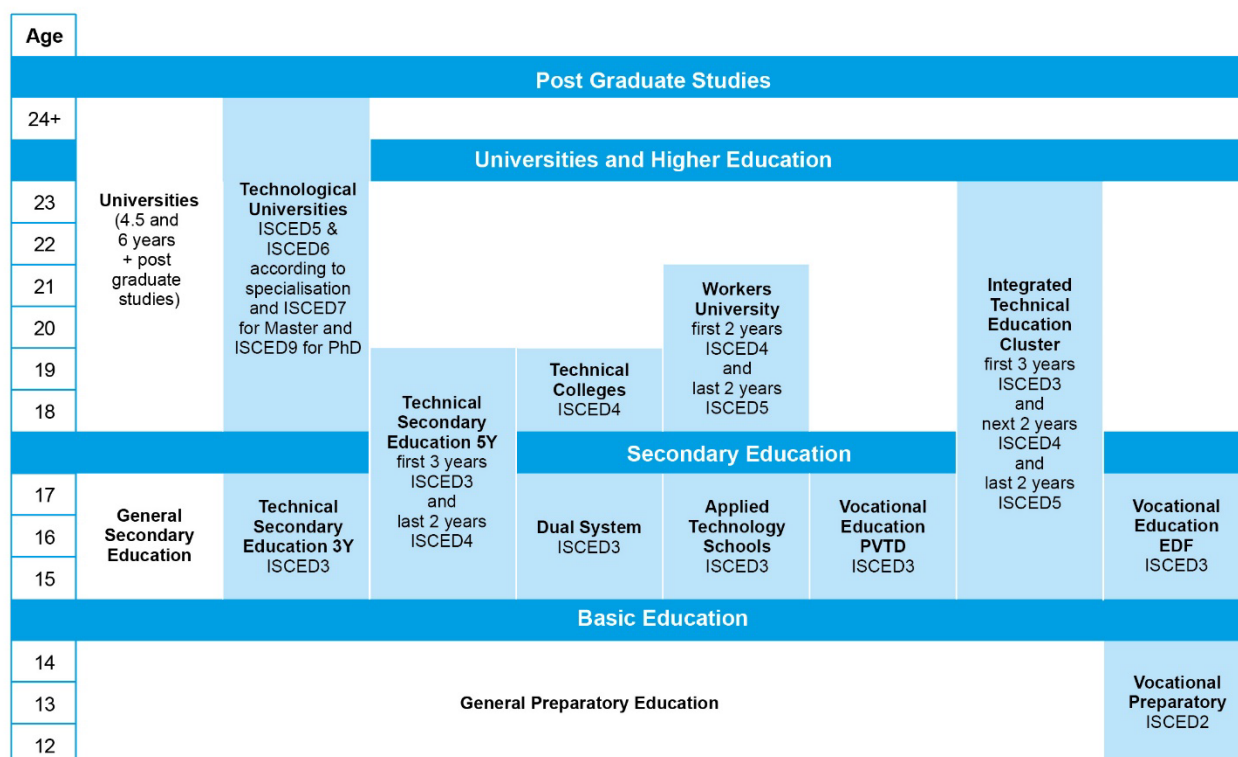 Age
Post Graduate Studies
24+
Universities and Higher Education
23
22
21
20
19
18
Universities
(4.5 and
6 years
+ post
graduate
studies)
Technological
Universities
ISCED5 &
ISCED6
according to
specialisation
and ISCED7
for Master and
ISCED9 for PhD
Technical
Secondary
Education 5Y
first 3 years
ISCED3
and
last 2 years
ISCED4
Technical
Colleges
ISCED4
Workers
University
first 2 years
ISCED4
and
last 2 years
ISCED5
Integrated
Technical
Education
Cluster
first 3 years
ISCED3
and
next 2 years
ISCED4
and
last 2 years
ISCED5
Secondary Education
17
16
15
General
Secondary
Education
Technical
Secondary
Education 3Y
ISCED3
Dual System
ISCED3
Applied
Technology
Schools
ISCED3
Vocational
Education
PVTD
ISCED3
Vocational
Education
EDF
ISCED3
Basic Education
14
13
12
General Preparatory Education
Vocational
Preparatory
ISCED2